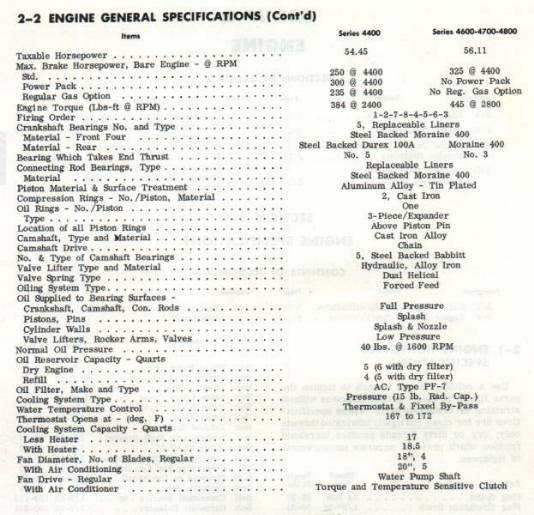 2-2 ENGINE GENERAL SPECIFICATIONS (Cont'd)
Items Series 4400 Series 4600-4700-4800
Taxable Horsepower 54.45 56.11
Max. Brake Horsepower, Bare Engine - @ RPM
Std. 250 @ 4400 325 @ 4400
Power Pack 300 @ 4400 No Power Pack
Regular Gas Option 235 @ 4400 No Reg. Gas Option
Engine Torque (Lbs-ft @ RPM) 384 @ 2400 445 @ 2800
Firing Order 1-2-7-8-4-5-6-3
Crankshaft Bearings No. and Type 5, Replaceable Liners
Material - Front Four Steel Backed Moraine 400
Material - Rear Steel Backed Durex 100A Moraine 400
Bearing Which Takes End Thrust No. 5 No. 3
Connecting Rod Bearings, Type Replaceable Liners
Material Steel Backed Moraine 400
Piston Material & Surface Treatment Aluminum Alloy - Tin Plated
Compression Rings - No./Piston, Material 2, Cast Iron
Oil Rings - No./Piston One
Type 3-Piece/Expander
Location of all Piston Rings Above Piston Pin
Camshaft, Type and Material Cast Iron Alloy
Camshaft Drive Chain
No. & Type of Camshaft Bearings 5, Steel Backed Babbitt
Valve Lifter Type and Material Hydraulic, Alloy Iron
Valve Spring Type Dual Helical
Oiling System Type Forced Feed
Oil Supplied to Bearing Surfaces -
Crankshaft, Camshaft, Con. Rods Full Pressure
Pistons, Pins Splash
Cylinder Walls Splash & Nozzle
Valve Lifters, Rocker Arms, Valves Low Pressure
Normal Oil Pressure 40 lbs. @ 1600 RPM
Oil Reservoir Capacity - Quarts
Dry Engine 5 (6 with dry filter)
Refill 4 (5 with dry filter)
Oil Filter, Make and Type AC, Type PF-7
Cooling System Type Pressure (15 lb. Rad. Cap.)
Water Temperature Control Thermostat & Fixed By-Pass
Thermostat Opens at - (deg. F) 167 to 172
Cooling System Capacity - Quarts
Less Heater 17
With Heater 18.5
Fan Diameter, No. of Blades, Regular 18", 4
With Air Conditioning 20", 5
Fan Drive - Regular Water Pump Shaft
With Air Conditioner Torque and Temperature Sensitive Clutch